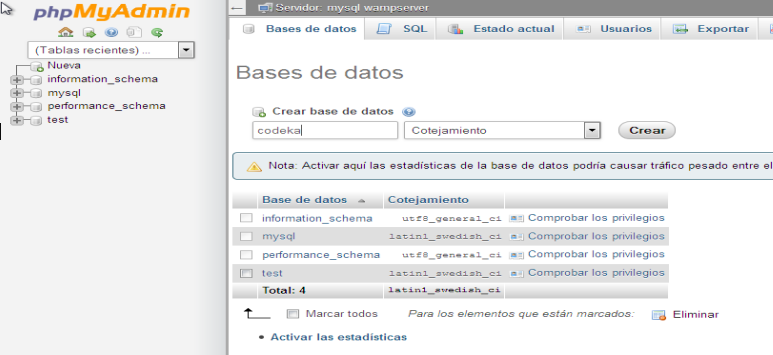 phpMyAdmin
(Tablas recientes) ...
Nueva
information_schema
mysql
performance_schema
test
Servidor: mysql wampserver
Bases de datos
SQL
Estado actual
Usuarios
Exportar
Bases de datos
Crear base de datos
codeka
Cotejamiento
Crear
Nota: Activar aquí las estadísticas de la base de datos podría causar tráfico pesado entre el
Base de datos Cotejamiento
information_schema utf8_general_ci Comprobar los privilegios
mysql latin1_swedish_ci Comprobar los privilegios
performance_schema utf8_general_ci Comprobar los privilegios
test latin1_swedish_ci Comprobar los privilegios
Total: 4 latin1_swedish_ci
Marcar todos Para los elementos que están marcados: Eliminar
Activar las estadísticas